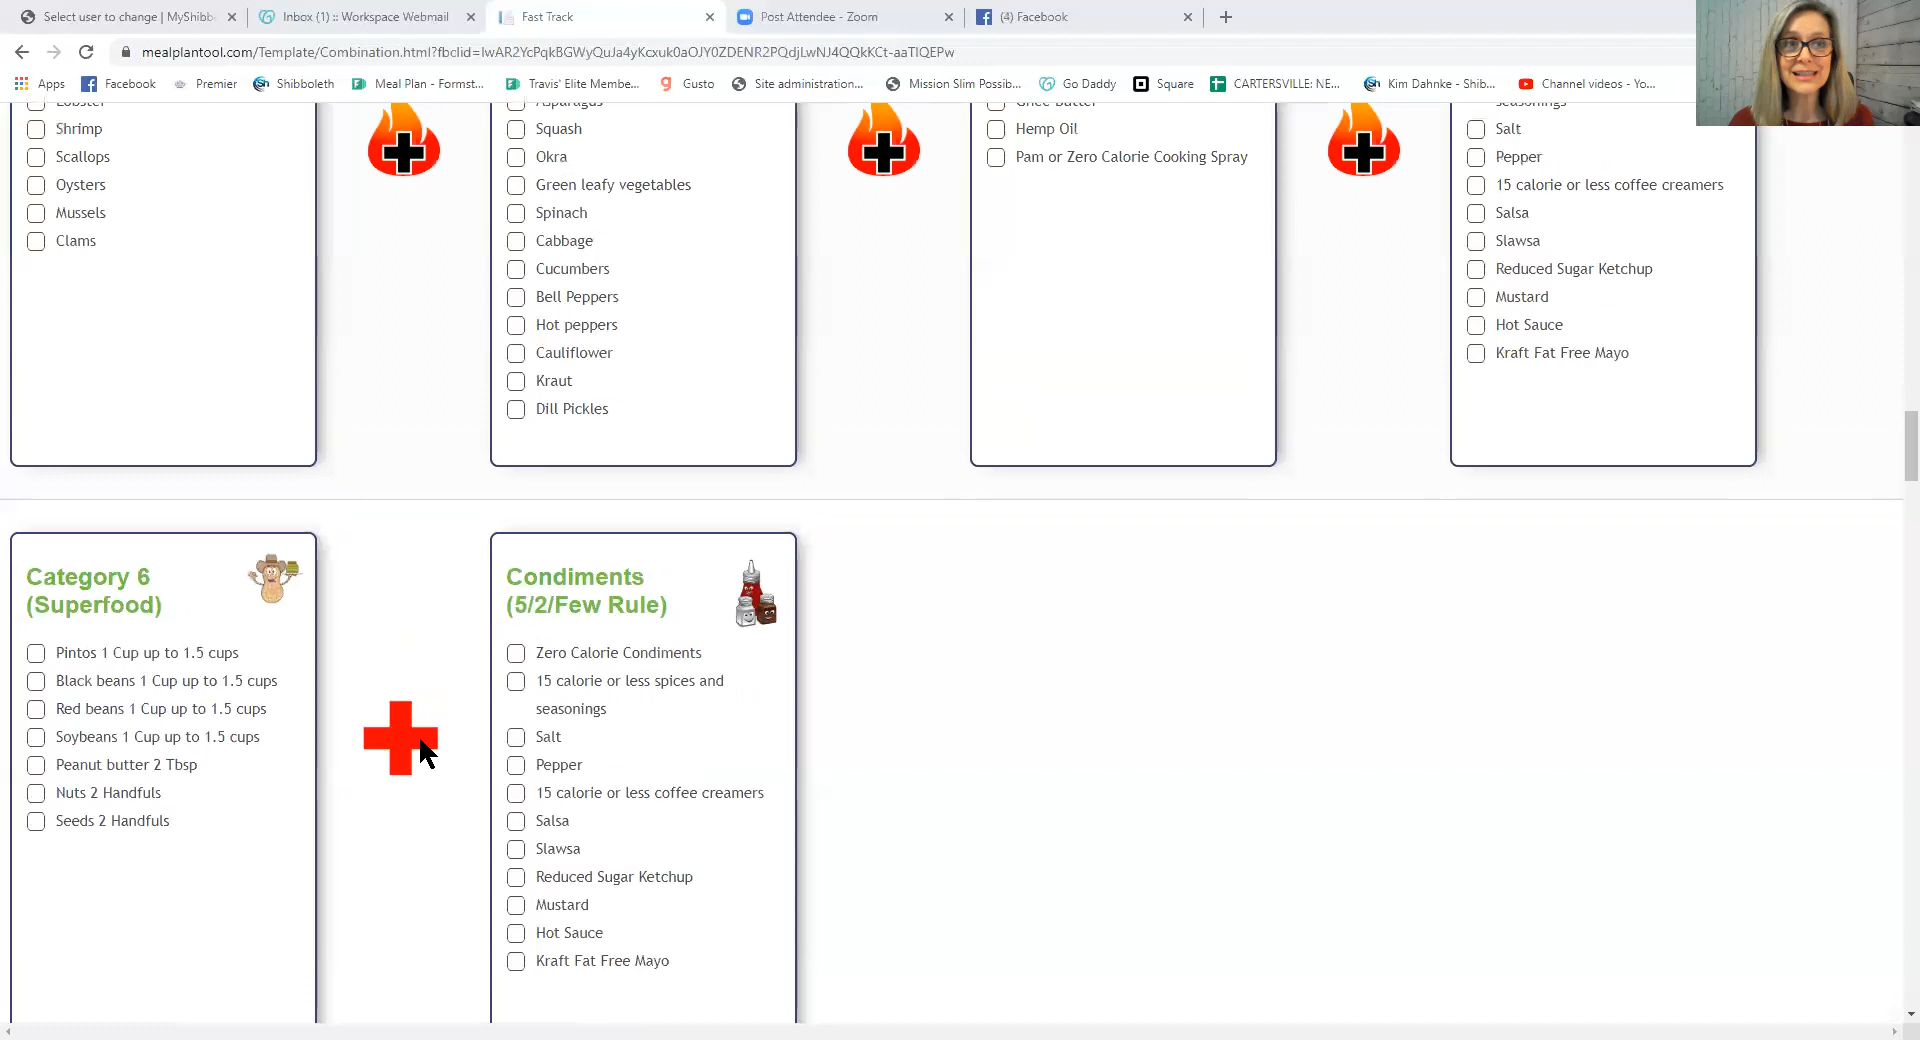 Select user to change | MyShibb
Inbox (1) :: Workspace Webmail
Fast Track
Post Attendee - Zoom
(4) Facebook
mealplantool.com/Template/Combination.html?fbclid=IwAR2YcPqkBGWyQuJa4yKcxuk0aOJY0ZDENR2PQdjLwNJ4QQkKCt-aaTlQEPw
Apps
Facebook
Premier
Shibboleth
Meal Plan - Formst...
Travis' Elite Membe...
Gusto
Site administration...
Mission Slim Possib...
Go Daddy
Square
CARTERSVILLE: NE...
Kim Dahnke - Shib...
Channel videos - Yo...
Lobster
Shrimp
Scallops
Oysters
Mussels
Clams
Asparagus
Squash
Okra
Green leafy vegetables
Spinach
Cabbage
Cucumbers
Bell Peppers
Hot peppers
Cauliflower
Kraut
Dill Pickles
Ghee Butter
Hemp Oil
Pam or Zero Calorie Cooking Spray
seasonings
Salt
Pepper
15 calorie or less coffee creamers
Salsa
Slawsa
Reduced Sugar Ketchup
Mustard
Hot Sauce
Kraft Fat Free Mayo
Category 6
(Superfood)
Pintos 1 Cup up to 1.5 cups
Black beans 1 Cup up to 1.5 cups
Red beans 1 Cup up to 1.5 cups
Soybeans 1 Cup up to 1.5 cups
Peanut butter 2 Tbsp
Nuts 2 Handfuls
Seeds 2 Handfuls
Condiments
(5/2/Few Rule)
Zero Calorie Condiments
15 calorie or less spices and
seasonings
Salt
Pepper
15 calorie or less coffee creamers
Salsa
Slawsa
Reduced Sugar Ketchup
Mustard
Hot Sauce
Kraft Fat Free Mayo